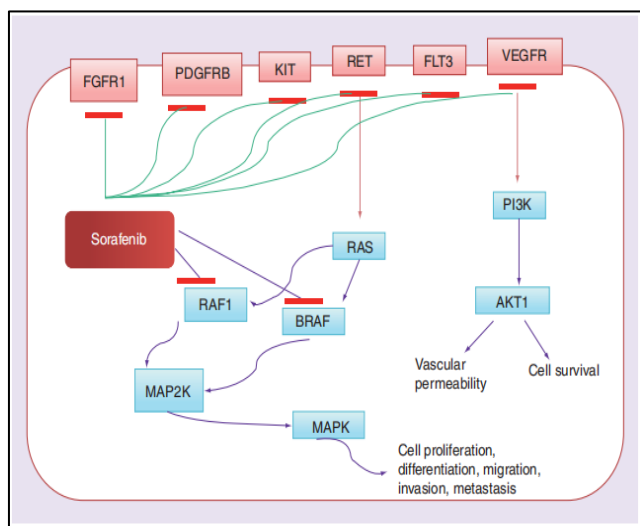 FGFR1
PDGFRB
KIT
RET
FLT3
VEGFR
Sorafenib
PI3K
RAS
RAF1
BRAF
AKT1
Vascular
permeability
Cell survival
MAP2K
MAPK
Cell proliferation,
differentiation, migration,
invasion, metastasis